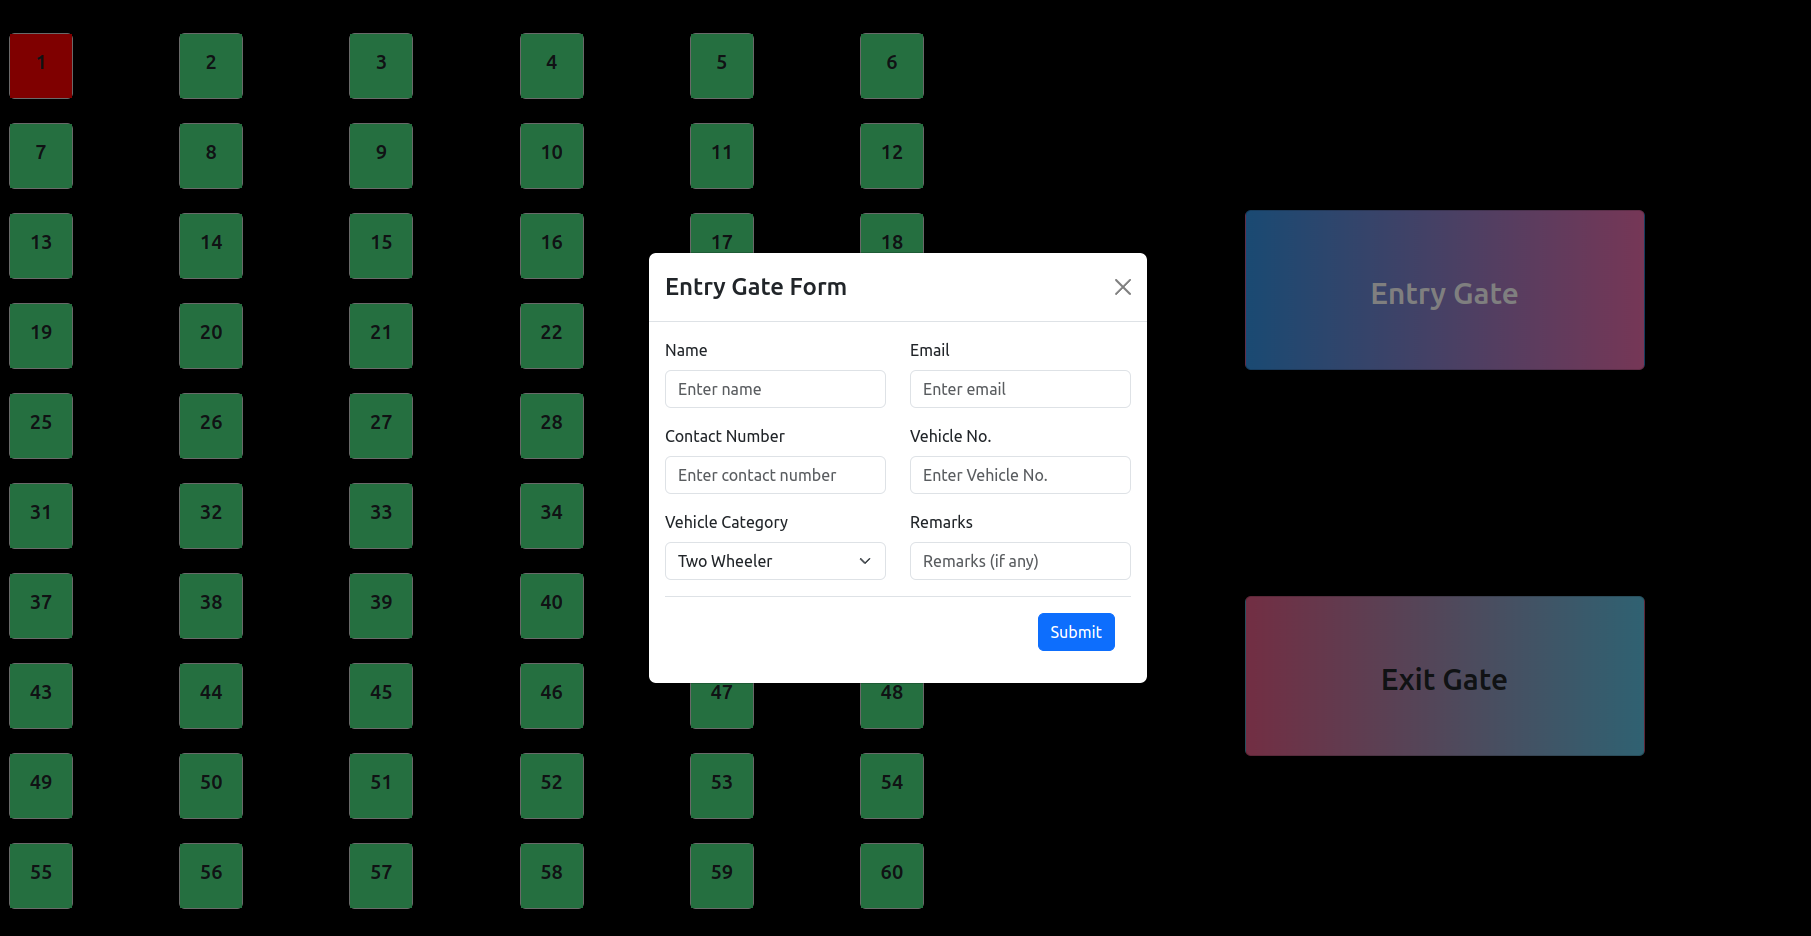 1 2 3 4 5 6
7 8 9 10 11 12
13 14 15 16 17 18
19 20 21 22
25 26 27 28
31 32 33 34
37 38 39 40
43 44 45 46 47 48
49 50 51 52 53 54
55 56 57 58 59 60
Entry Gate Form
Name Email
Enter name Enter email
Contact Number Vehicle No.
Enter contact number Enter Vehicle No.
Vehicle Category Remarks
Two Wheeler Remarks (if any)
Submit
Entry Gate
Exit Gate